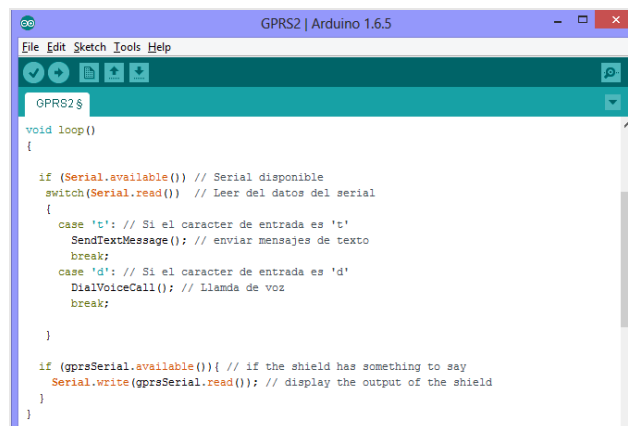 GPRS2 | Arduino 1.6.5
File Edit Sketch Tools Help
GPRS2 §
void loop()
{
if (Serial.available()) // Serial disponible
switch(Serial.read()) // Leer del datos del serial
{
case 't': // Si el caracter de entrada es 't'
SendTextMessage(); // enviar mensajes de texto
break;
case 'd': // Si el caracter de entrada es 'd'
DialVoiceCall(); // Llamda de voz
break;
}
if (gprsSerial.available()){ // if the shield has something to say
Serial.write(gprsSerial.read()); // display the output of the shield
}
}